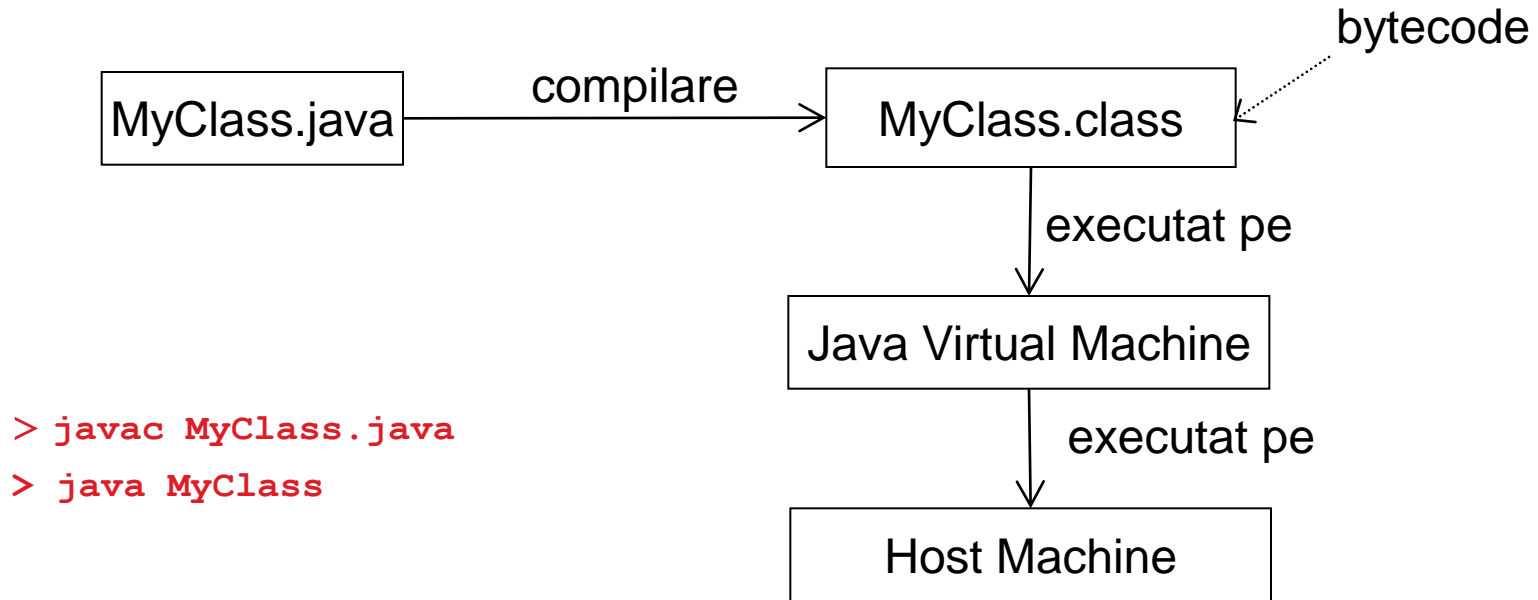 bytecode
compilare
MyClass.java
MyClass.class
executat pe
Java Virtual Machine
> javac MyClass.java
executat pe
> java MyClass
Host Machine